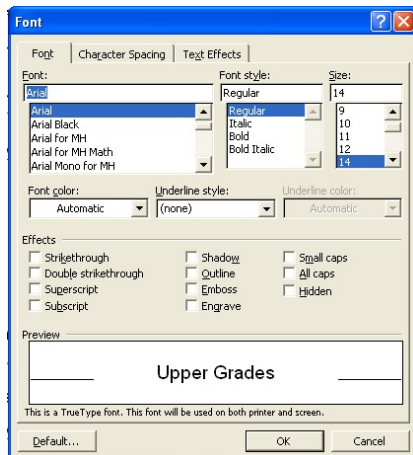 Font
Font Character Spacing Text Effects
Font: Font style: Size:
Arial Regular 14
Arial Regular 9
Arial Black Italic 10
Arial for MH Bold 11
Arial for MH Math Bold Italic 12
Arial Mono for MH 14
Font color: Underline style: Underline color:
Automatic (none) Automatic
Effects
Strikethrough Shadow Small caps
Double strikethrough Outline All caps
Superscript Emboss Hidden
Subscript Engrave
Preview
Upper Grades
This is a TrueType font. This font will be used on both printer and screen.
Default... OK Cancel